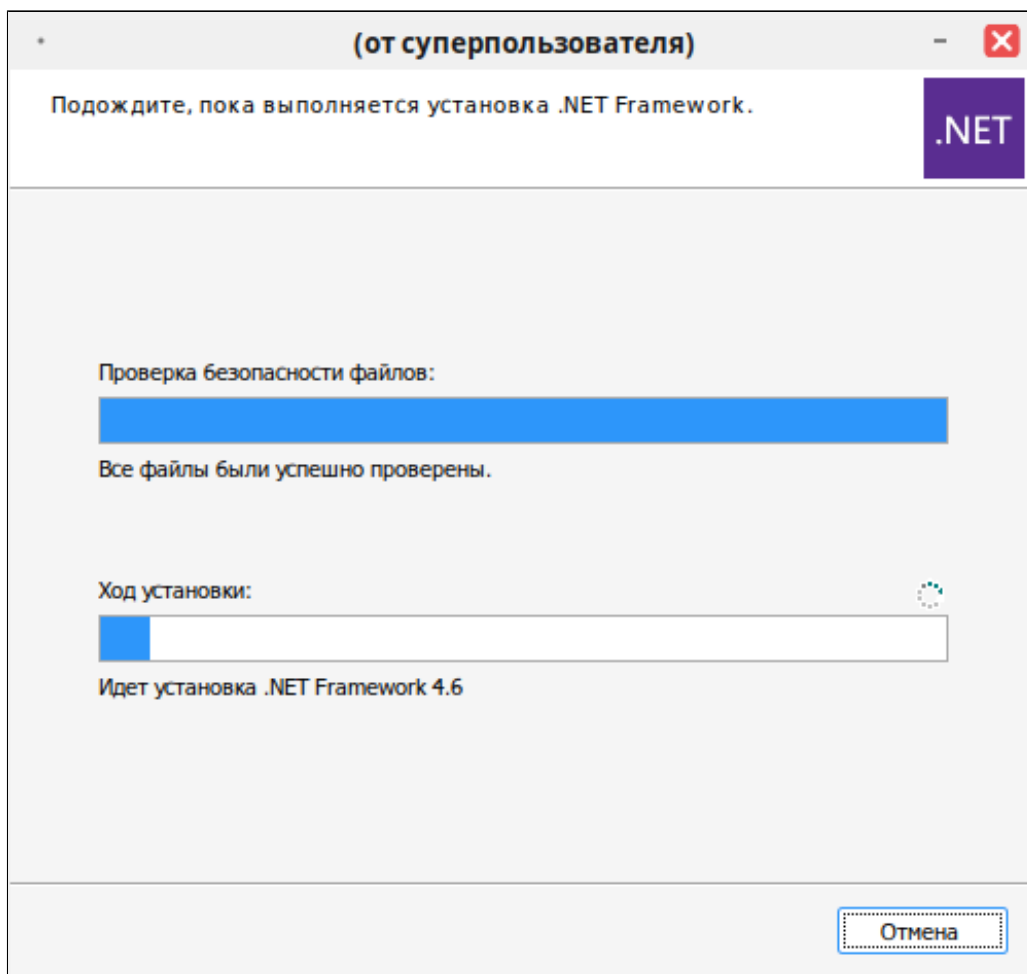 (от суперпользователя)
Подождите, пока выполняется установка .NET Framework.
.NET
Проверка безопасности файлов:
Все файлы были успешно проверены.
Ход установки:
Идет установка .NET Framework 4.6
Отмена